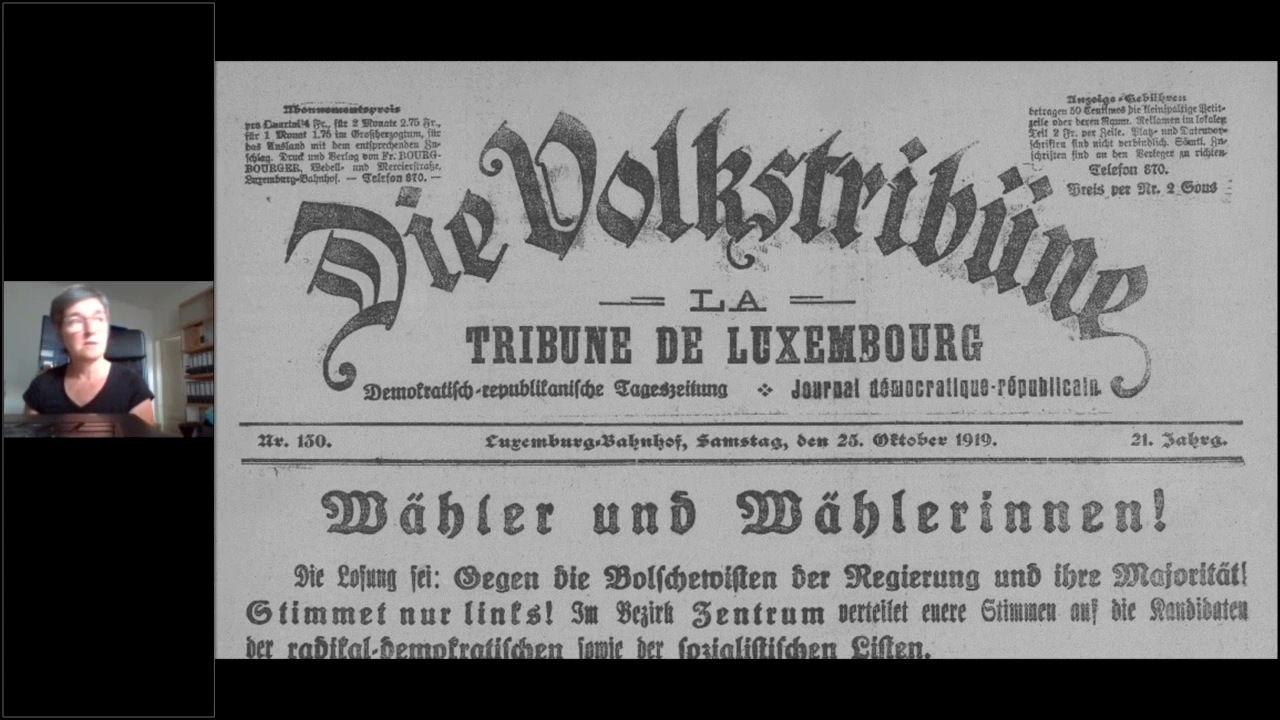 Abonnementspreis
pro Quartal 4 Fr., für 2 Monate 2.75 Fr.,
für 1 Monat 1.75 im Großherzogtum, für
das Ausland mit dem entsprechenden Zu-
schlag. Druck und Verlag von Fr. BOURG-
BOURGER, Wedell- und Mercierstraße,
Luxemburg-Bahnhof. — Telefon 870. —
Anzeige-Gebühren
betragen 50 Centimes die kleinspaltige Petit-
zeile oder deren Raum. Reklamen im lokalen
Teil 2 Fr. per Zeile. Platz- und Datenvor-
schriften sind nicht verbindlich. Sämtl. Zu-
schriften sind an den Verleger zu richten.
Telefon 870.
Preis per Nr. 2 Sous
Die Volkstribüne
LA
TRIBUNE DE LUXEMBOURG
Demokratisch-republikanische Tageszeitung Journal démocratique-républicain.
Nr. 130. Luxemburg-Bahnhof, Samstag, den 25. Oktober 1919. 21. Jahrg.
Wähler und Wählerinnen!
Die Losung sei: Gegen die Bolschewisten der Regierung und ihre Majorität!
Stimmet nur links! Im Bezirk Zentrum verteilet euere Stimmen auf die Kandidaten
der radikal-demokratischen sowie der sozialistischen Listen.